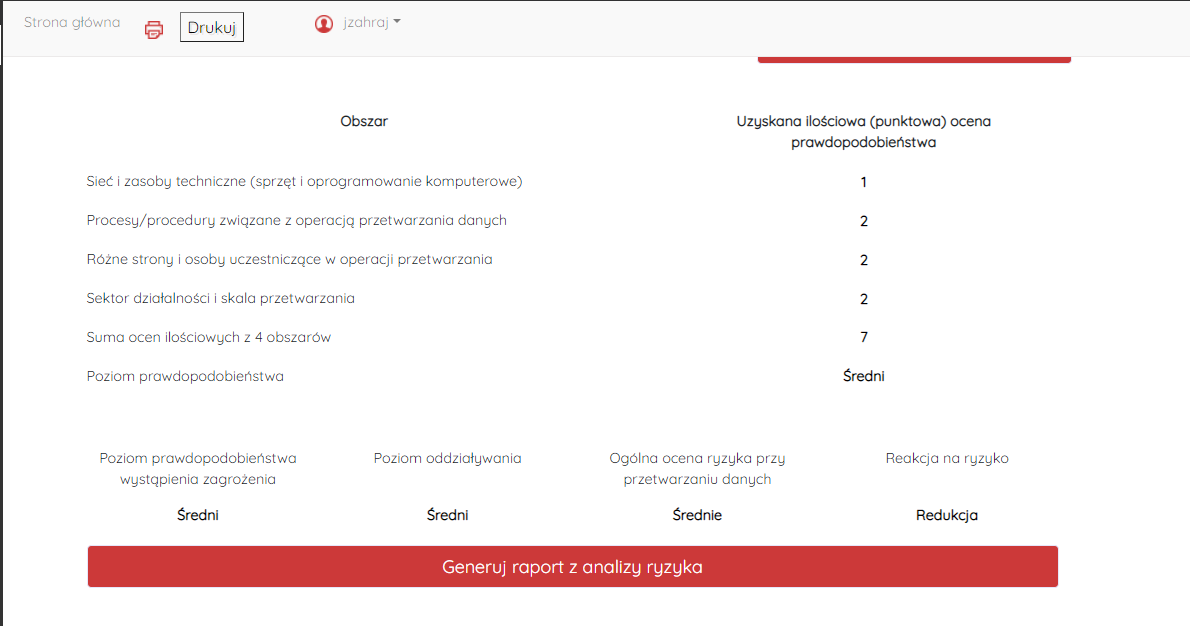 Strona główna
Drukuj
jzahraj
Obszar
Uzyskana ilościowa (punktowa) ocena
prawdopodobieństwa
Sieć i zasoby techniczne (sprzęt i oprogramowanie komputerowe)
1
Procesy/procedury związane z operacją przetwarzania danych
2
Różne strony i osoby uczestniczące w operacji przetwarzania
2
Sektor działalności i skala przetwarzania
2
Suma ocen ilościowych z 4 obszarów
7
Poziom prawdopodobieństwa
Średni
Poziom prawdopodobieństwa
wystąpienia zagrożenia
Poziom oddziaływania
Ogólna ocena ryzyka przy
przetwarzaniu danych
Reakcja na ryzyko
Średni
Średni
Średnie
Redukcja
Generuj raport z analizy ryzyka